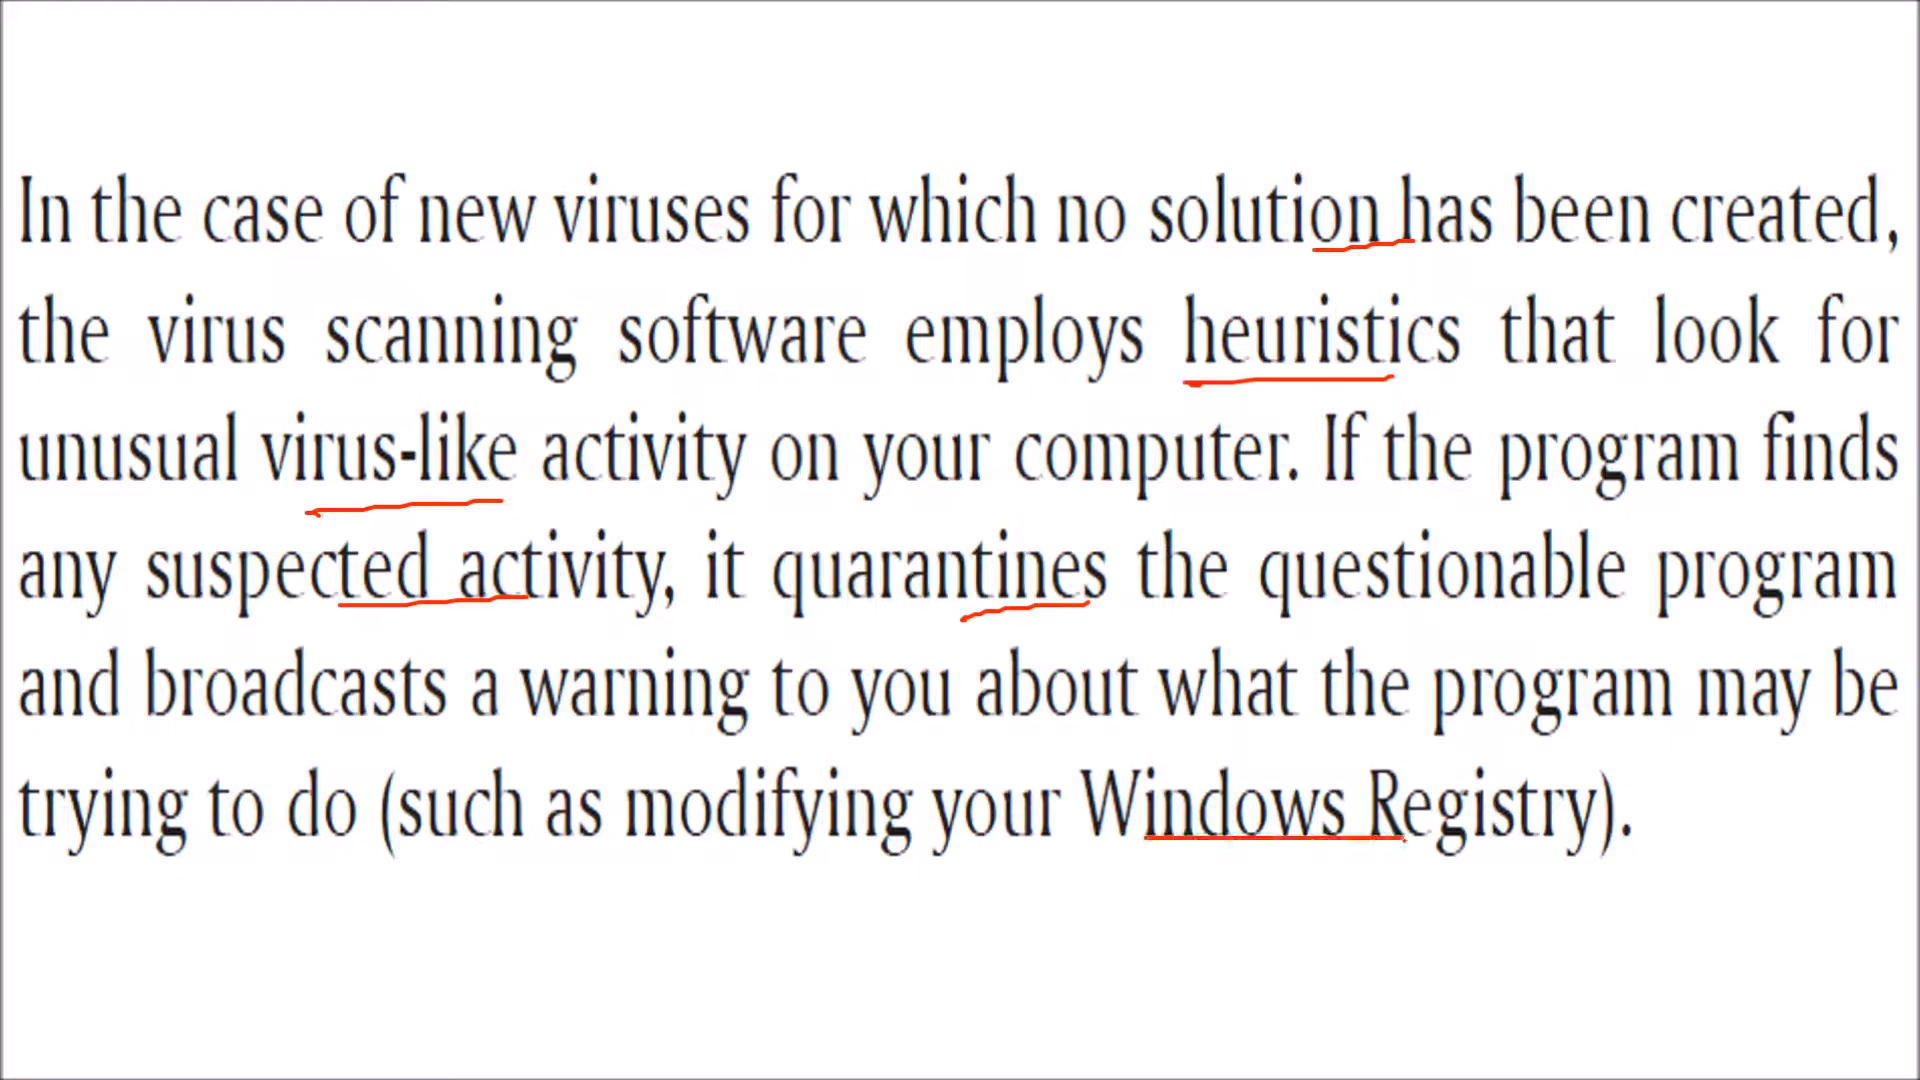 In the case of new viruses for which no solution has been created,
the virus scanning software employs heuristics that look for
unusual virus-like activity on your computer. If the program finds
any suspected activity, it quarantines the questionable program
and broadcasts a warning to you about what the program may be
trying to do (such as modifying your Windows Registry).